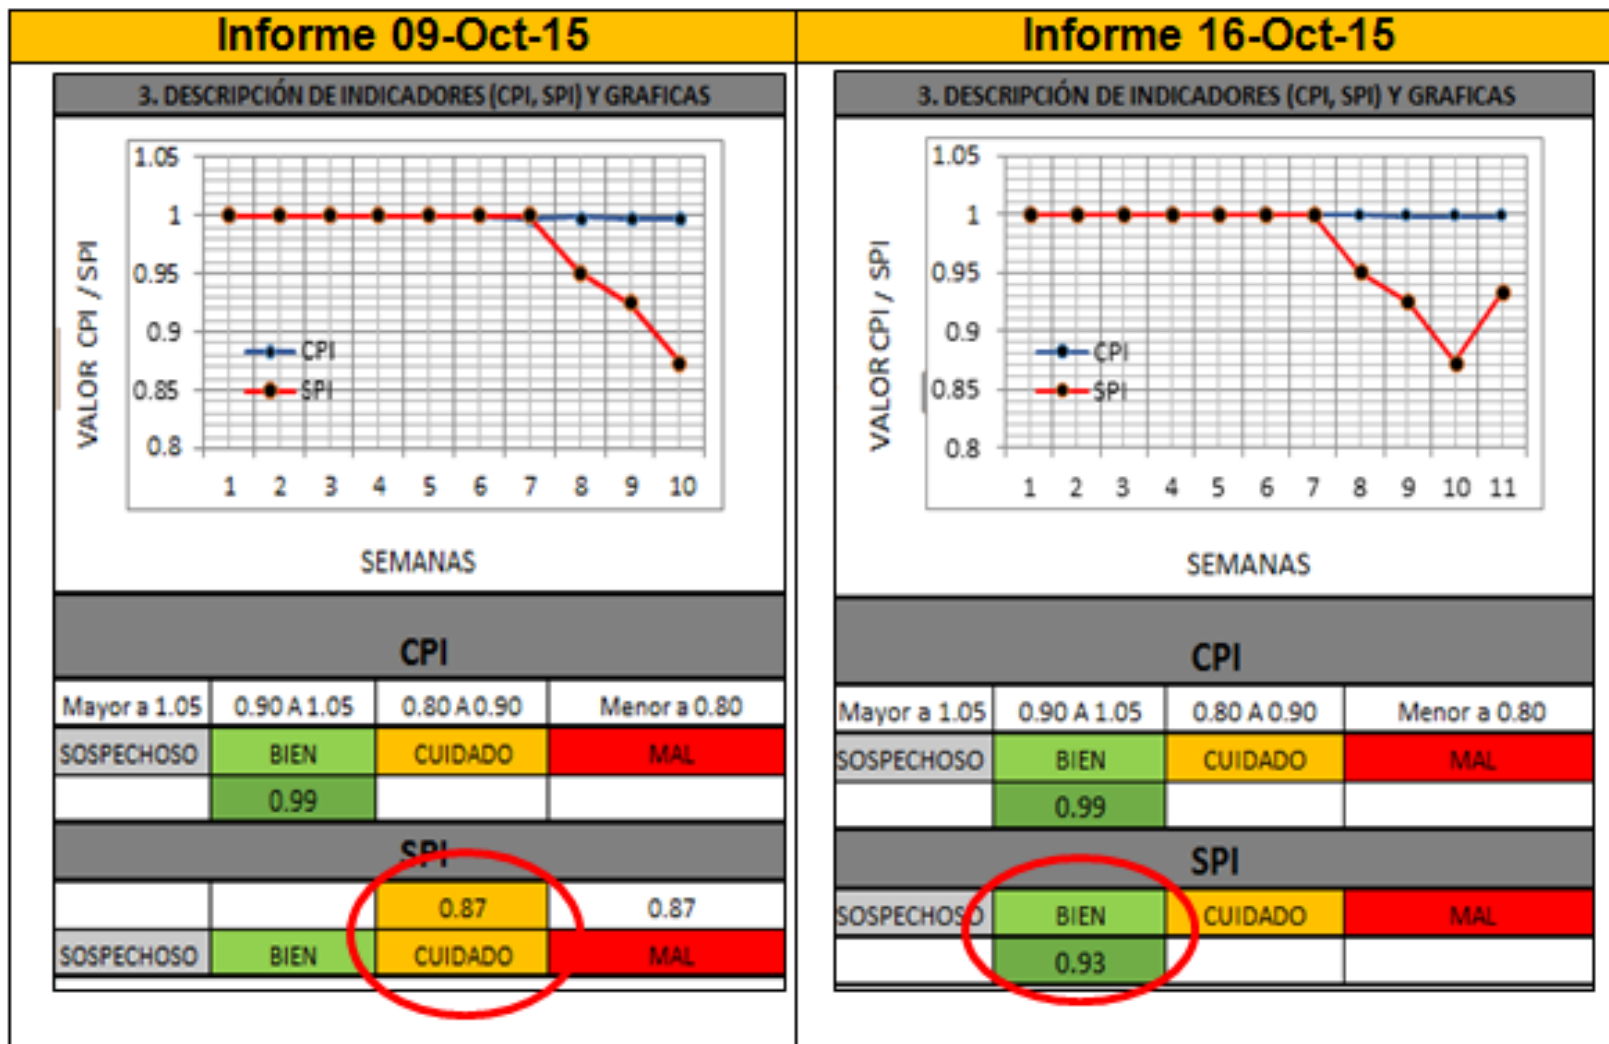 Informe 09-Oct-15
3. DESCRIPCIÓN DE INDICADORES (CPI, SPI) Y GRAFICAS
VALOR CPI / SPI
1.05
1
0.95
0.9
0.85
0.8
CPI
SPI
1 2 3 4 5 6 7 8 9 10
SEMANAS
CPI
Mayor a 1.05 0.90 A 1.05 0.80 A 0.90 Menor a 0.80
SOSPECHOSO BIEN CUIDADO MAL
0.99
SPI
0.87 0.87
SOSPECHOSO BIEN CUIDADO MAL
Informe 16-Oct-15
3. DESCRIPCIÓN DE INDICADORES (CPI, SPI) Y GRAFICAS
VALOR CPI / SPI
1.05
1
0.95
0.9
0.85
0.8
CPI
SPI
1 2 3 4 5 6 7 8 9 10 11
SEMANAS
CPI
Mayor a 1.05 0.90 A 1.05 0.80 A 0.90 Menor a 0.80
SOSPECHOSO BIEN CUIDADO MAL
0.99
SPI
SOSPECHOSO BIEN CUIDADO MAL
0.93